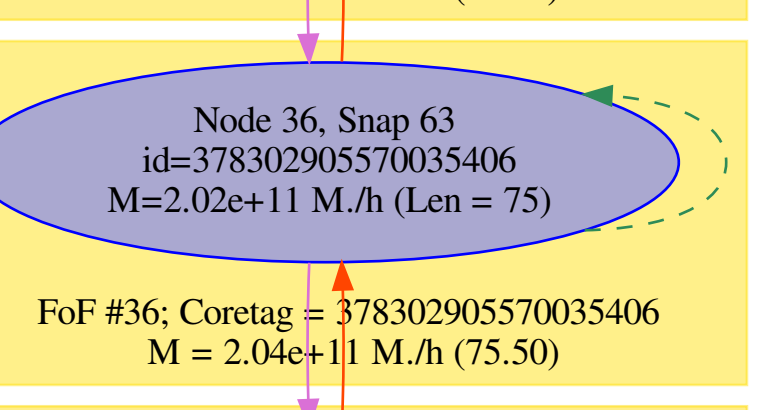 Node 36, Snap 63
id=378302905570035406
M=2.02e+11 M./h (Len = 75)
FoF #36; Coretag = 378302905570035406
M = 2.04e+11 M./h (75.50)